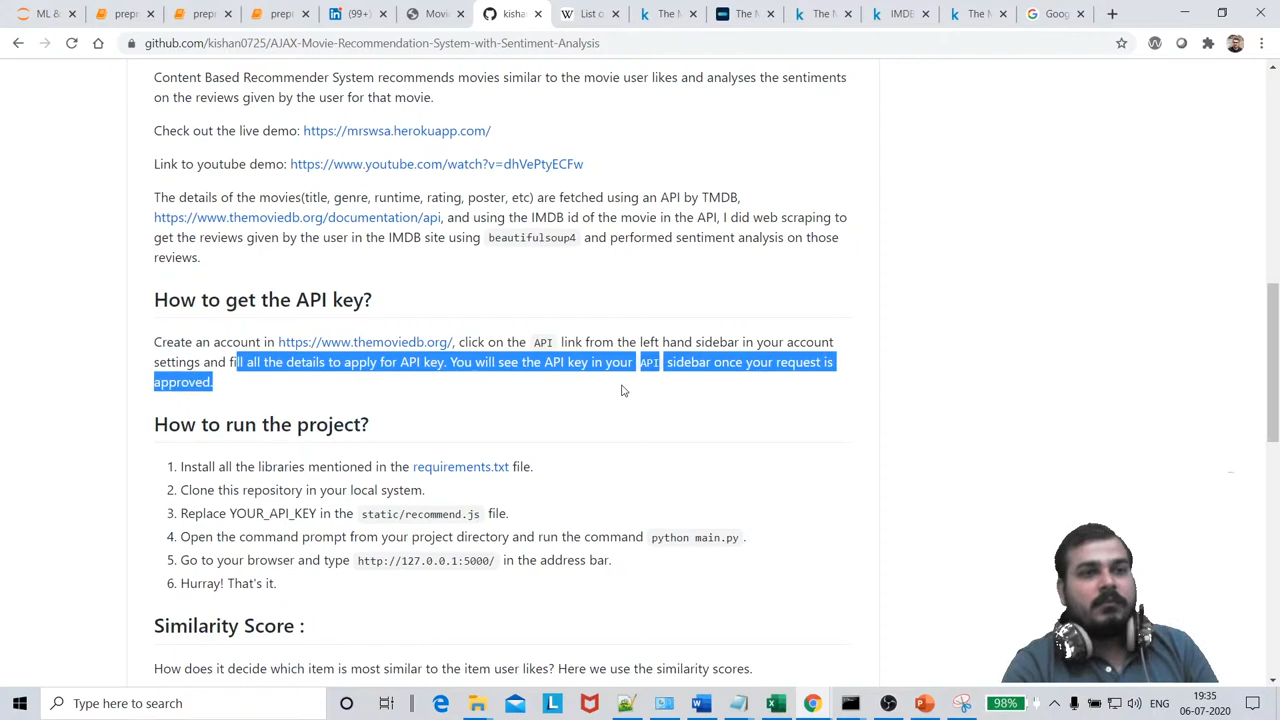 ML &
prepr
prepr
prep
(99+)
Movi
kisha
List o
The M
The M
The M
IMDB
The M
Goog
github.com/kishan0725/AJAX-Movie-Recommendation-System-with-Sentiment-Analysis
Content Based Recommender System recommends movies similar to the movie user likes and analyses the sentiments
on the reviews given by the user for that movie.
Check out the live demo: https://mrswsa.herokuapp.com/
Link to youtube demo: https://www.youtube.com/watch?v=dhVePtyECFw
The details of the movies(title, genre, runtime, rating, poster, etc) are fetched using an API by TMDB,
https://www.themoviedb.org/documentation/api, and using the IMDB id of the movie in the API, I did web scraping to
get the reviews given by the user in the IMDB site using beautifulsoup4 and performed sentiment analysis on those
reviews.
How to get the API key?
Create an account in https://www.themoviedb.org/, click on the API link from the left hand sidebar in your account
settings and fill all the details to apply for API key. You will see the API key in your API sidebar once your request is
approved.
How to run the project?
1. Install all the libraries mentioned in the requirements.txt file.
2. Clone this repository in your local system.
3. Replace YOUR_API_KEY in the static/recommend.js file.
4. Open the command prompt from your project directory and run the command python main.py .
5. Go to your browser and type http://127.0.0.1:5000/ in the address bar.
6. Hurray! That's it.
Similarity Score :
How does it decide which item is most similar to the item user likes? Here we use the similarity scores.
Type here to search
98%
ENG
19:35
06-07-2020